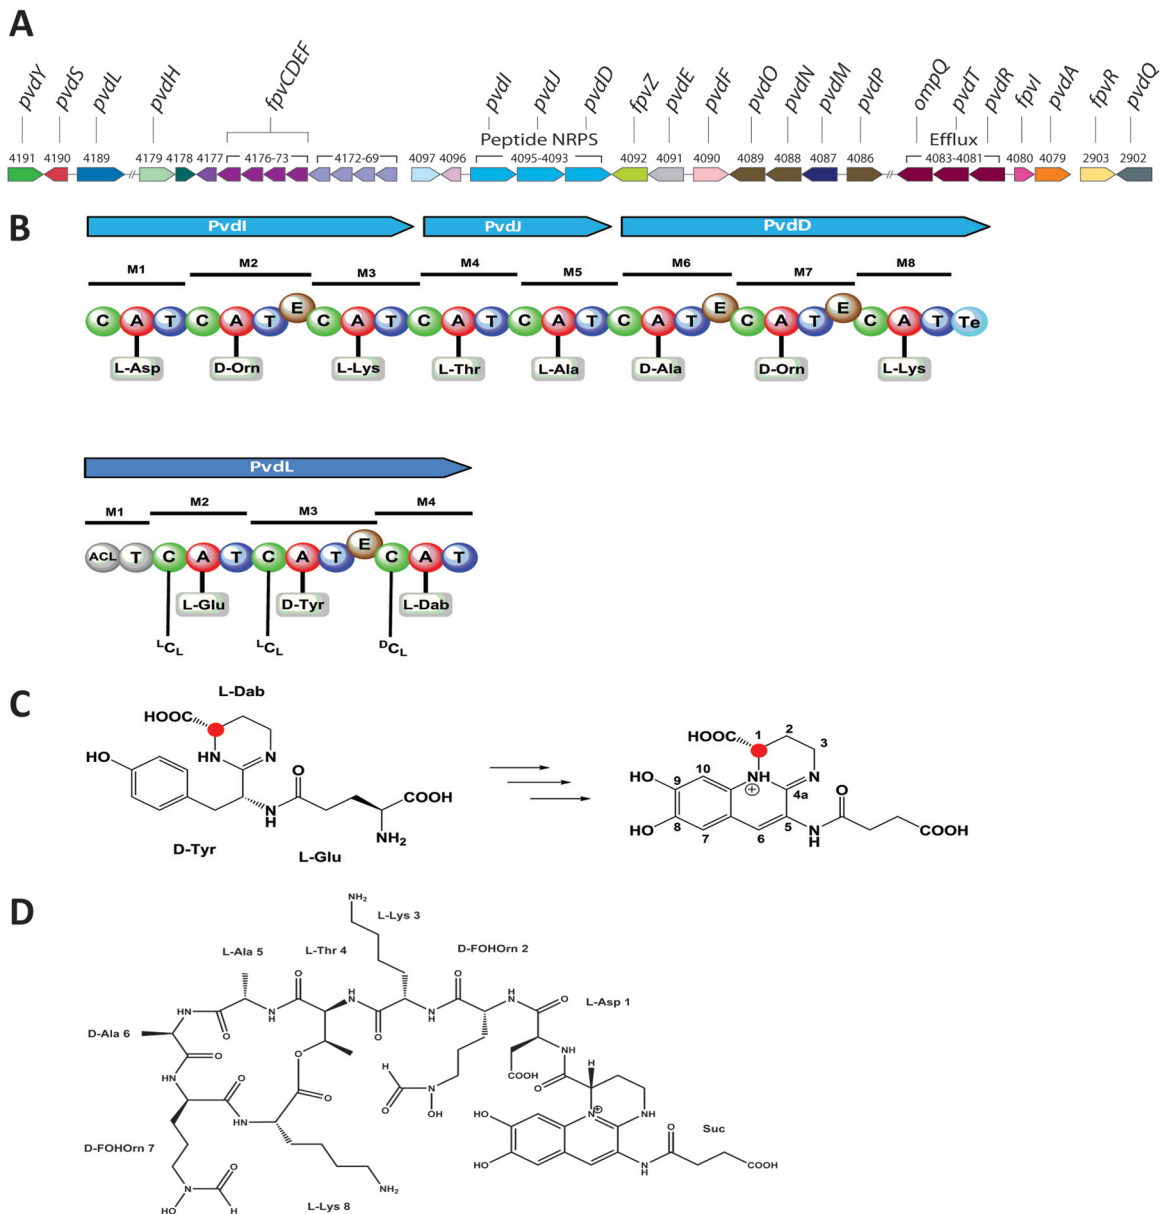 A
pvdY pvdS pvdL pvdH fpvCDEF pvdI pvdJ pvdD fpvZ pvdE pvdF pvdO pvdN pvdM pvdP ompQ pvdT pvdR fpvI pvdA fpvR pvdQ
Peptide NRPS Efflux
4191 4190 4189 4179 4178 4177 4176-73 4172-69 4097 4096 4095-4093 4092 4091 4090 4089 4088 4087 4086 4083-4081 4080 4079 2903 2902
// //
B
PvdI PvdJ PvdD
M1 M2 M3 M4 M5 M6 M7 M8
C A T C A T E C A T C A T C A T C A T E C A T E C A T Te
L-Asp D-Orn L-Lys L-Thr L-Ala D-Ala D-Orn L-Lys
PvdL
M1 M2 M3 M4
ACL T C A T C A T E C A T
L-Glu D-Tyr L-Dab
LCL LCL DCL
C
L-Dab
HOOC
HN N
HO
O
COOH
N
H
NH2
D-Tyr
L-Glu
HOOC
1 2 3
HO 9 10 NH N
+ 4a
O
HO 8 7 6 5 N
H
COOH
D
NH2
L-Lys 3
L-Ala 5 L-Thr 4 D-FOHOrn 2
L-Asp 1
O H N O H N O
O N H O N H O
D-Ala 6 NH
O
O
HN
O
O
HN
H
O N
OH
COOH
NH
O
H
HO N + NH
HO
N
H
O
Suc
COOH
D-FOHOrn 7
N O
HO H
NH2
L-Lys 8